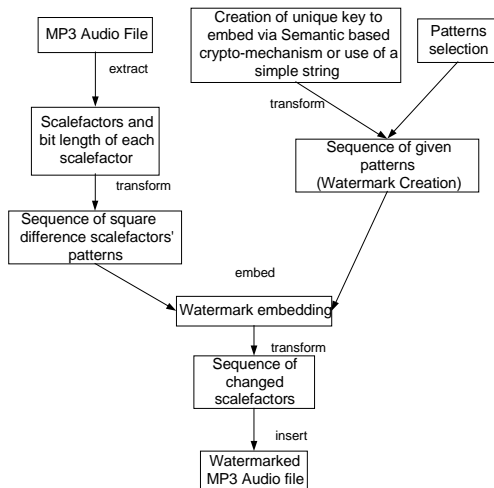 MP3 Audio File
Creation of unique key to
embed via Semantic based
crypto-mechanism or use of a
simple string
Patterns
selection
extract
transform
Scalefactors and
bit length of each
scalefactor
Sequence of given
patterns
(Watermark Creation)
transform
Sequence of square
difference scalefactors'
patterns
embed
Watermark embedding
transform
Sequence of
changed
scalefactors
insert
Watermarked
MP3 Audio file